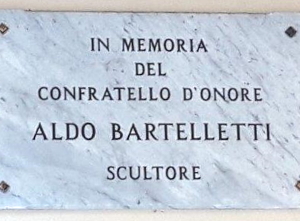 IN MEMORIA
DEL
CONFRATELLO D'ONORE
ALDO BARTELLETTI
SCULTORE